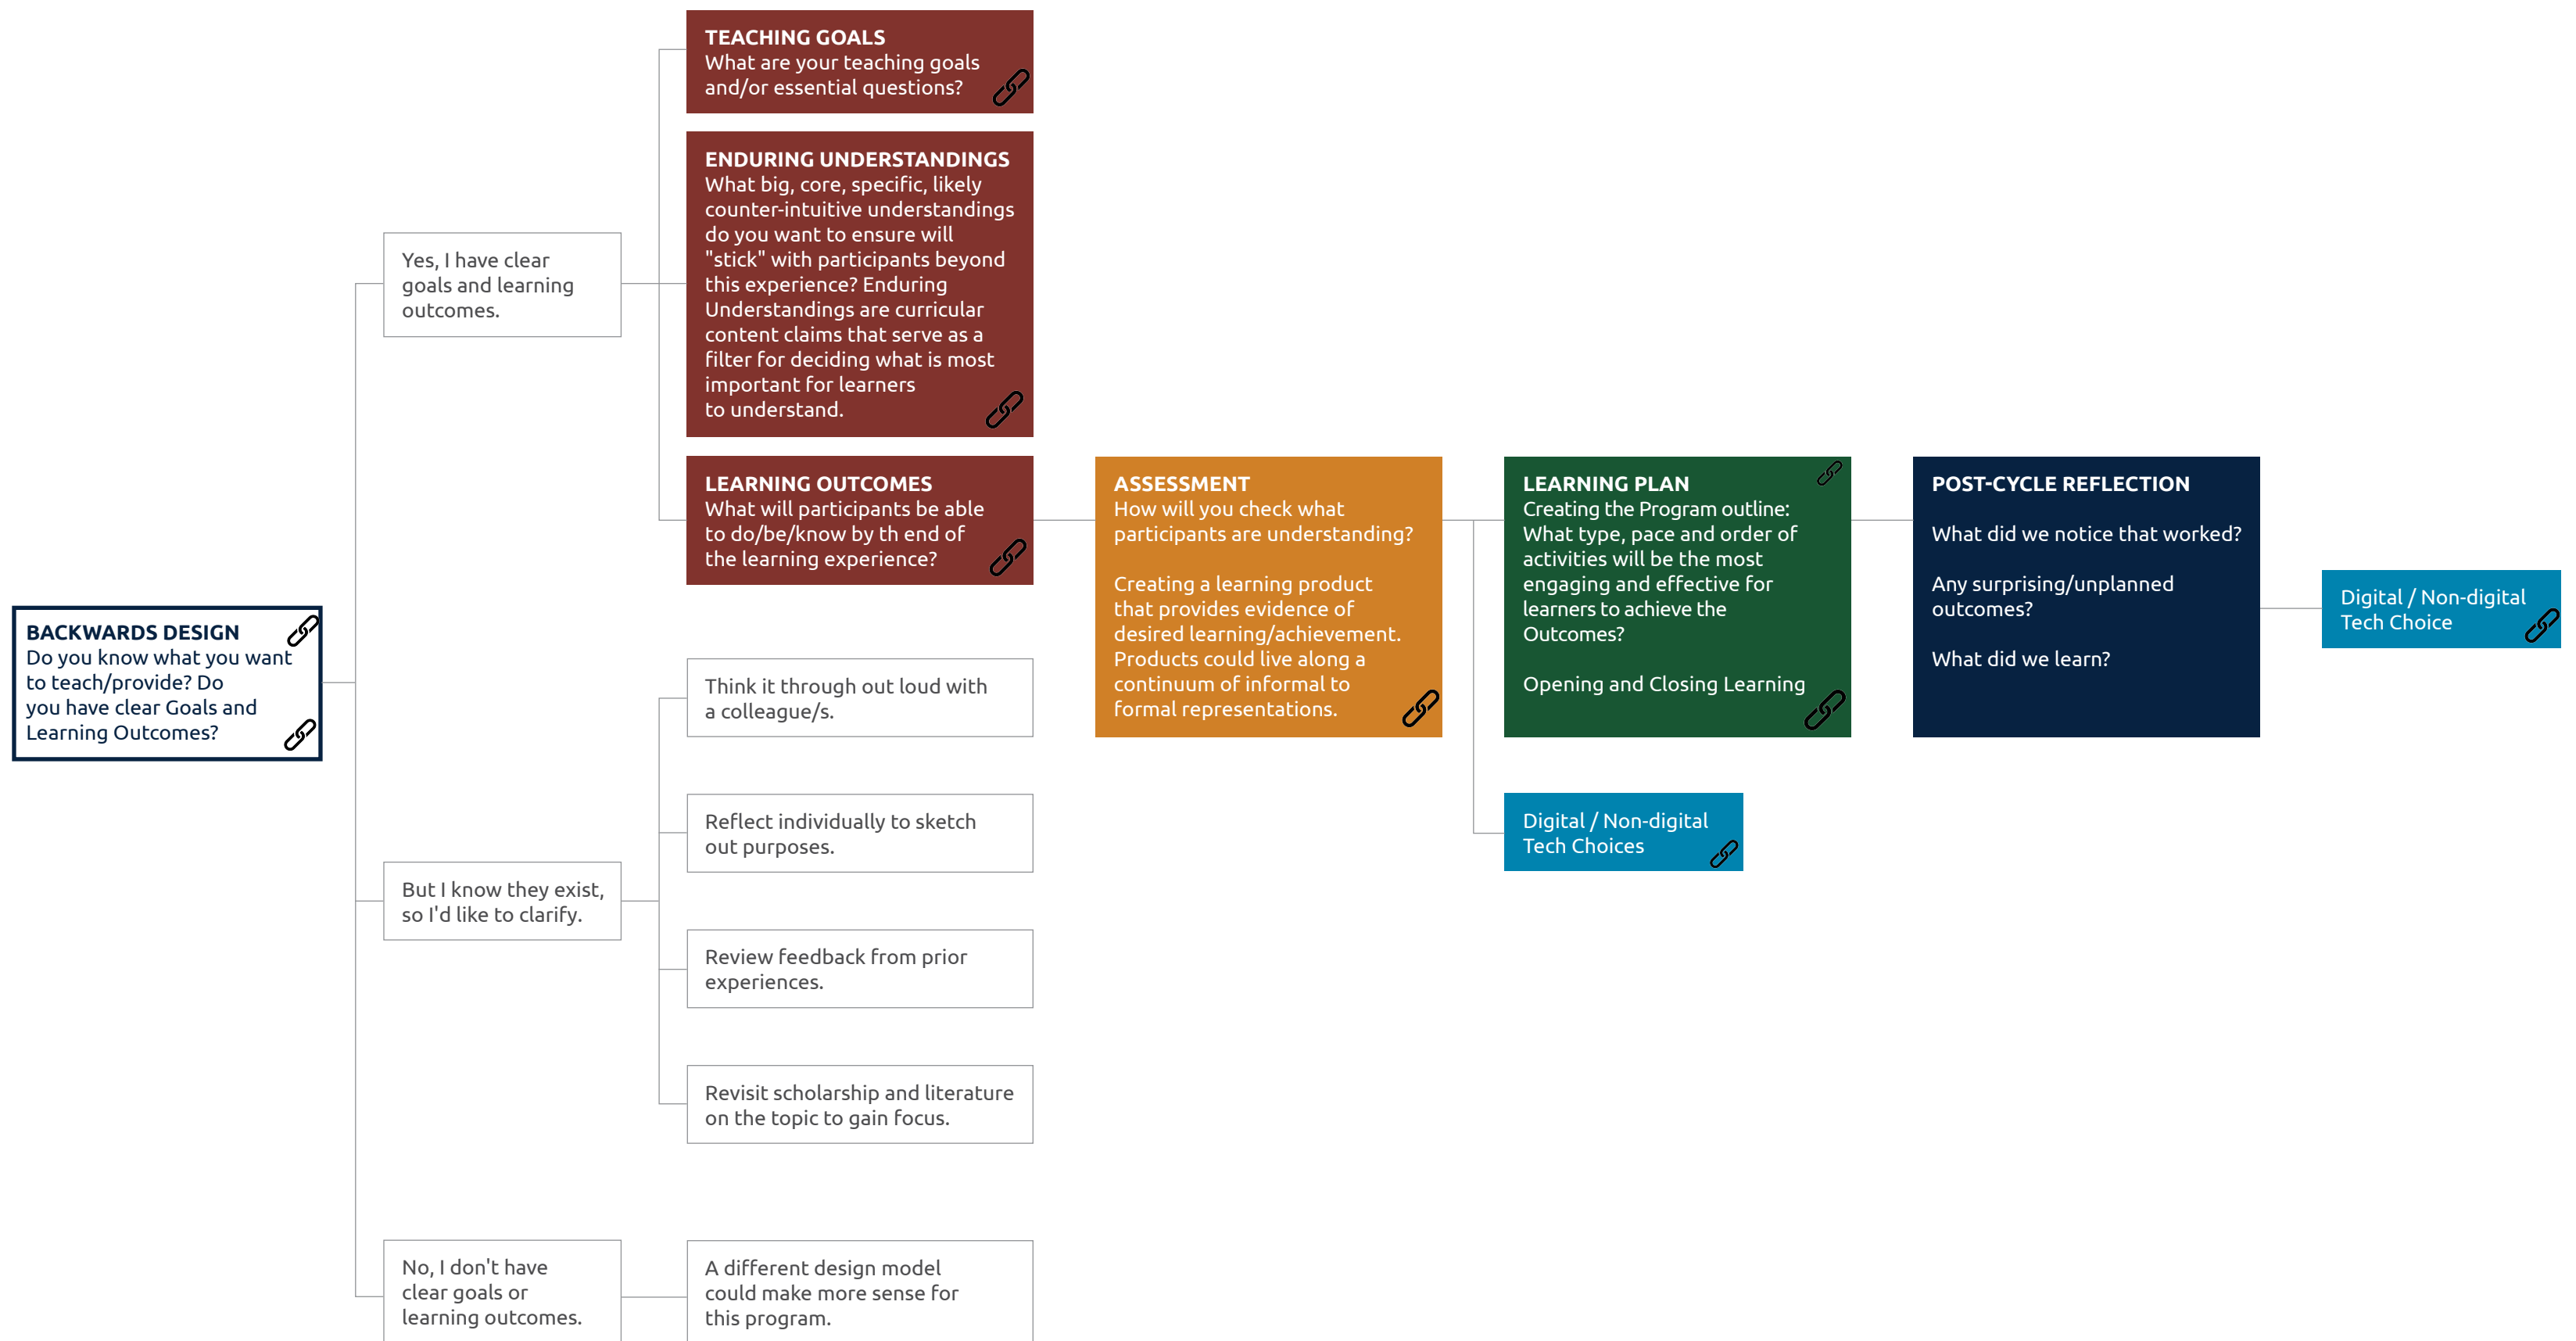 TEACHING GOALS
What are your teaching goals
and/or essential questions?
ENDURING UNDERSTANDINGS
What big, core, specific, likely
counter-intuitive understandings
do you want to ensure will
"stick" with participants beyond
this experience? Enduring
Understandings are curricular
content claims that serve as a
filter for deciding what is most
important for learners
to understand.
Yes, I have clear
goals and learning
outcomes.
LEARNING OUTCOMES
What will participants be able
to do/be/know by th end of
the learning experience?
ASSESSMENT
How will you check what
participants are understanding?
Creating a learning product
that provides evidence of
desired learning/achievement.
Products could live along a
continuum of informal to
formal representations.
LEARNING PLAN
Creating the Program outline:
What type, pace and order of
activities will be the most
engaging and effective for
learners to achieve the
Outcomes?
Opening and Closing Learning
POST-CYCLE REFLECTION
What did we notice that worked?
Any surprising/unplanned
outcomes?
What did we learn?
Digital / Non-digital
Tech Choice
BACKWARDS DESIGN
Do you know what you want
to teach/provide? Do
you have clear Goals and
Learning Outcomes?
Think it through out loud with
a colleague/s.
Reflect individually to sketch
out purposes.
Digital / Non-digital
Tech Choices
But I know they exist,
so I'd like to clarify.
Review feedback from prior
experiences.
Revisit scholarship and literature
on the topic to gain focus.
No, I don't have
clear goals or
learning outcomes.
A different design model
could make more sense for
this program.